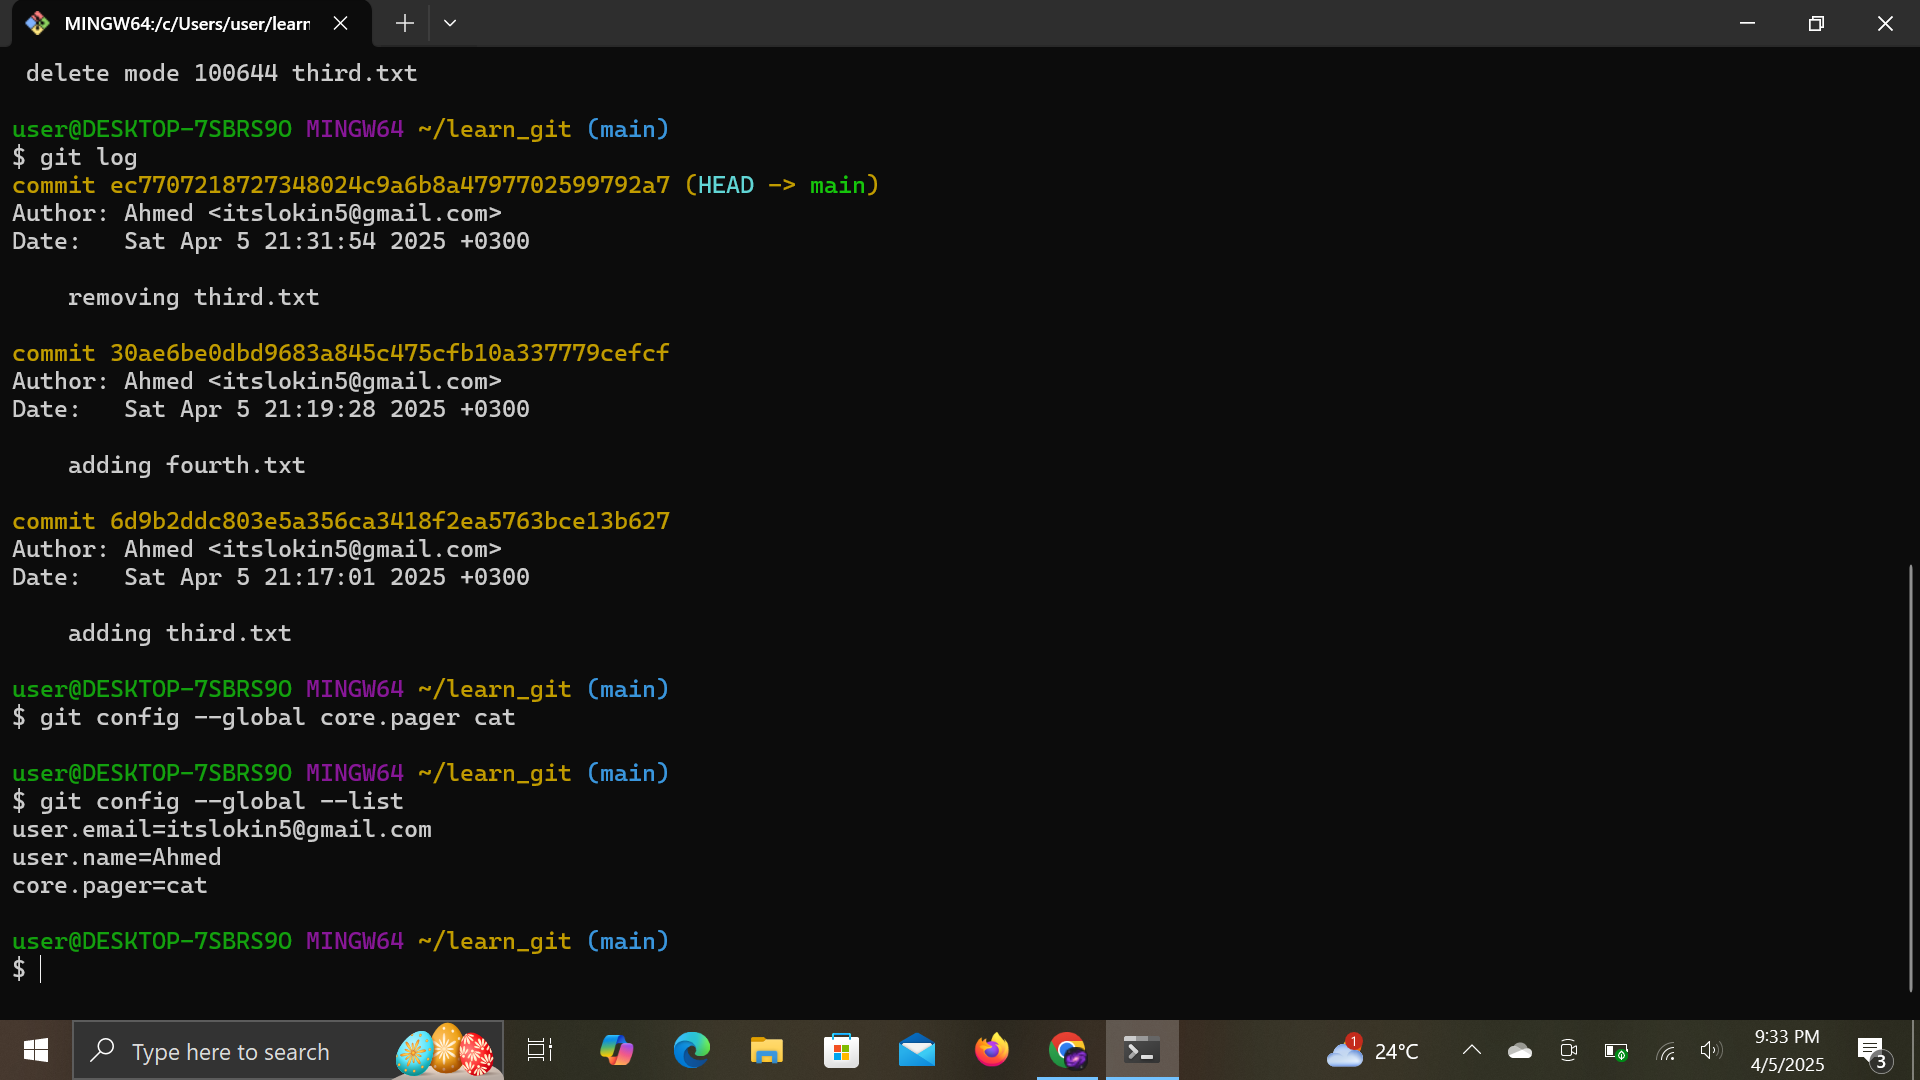 MINGW64:/c/Users/user/learn
delete mode 100644 third.txt
user@DESKTOP-7SBRS9O MINGW64 ~/learn_git (main)
$ git log
commit ec7707218727348024c9a6b8a4797702599792a7 (HEAD -> main)
Author: Ahmed <itslokin5@gmail.com>
Date:   Sat Apr 5 21:31:54 2025 +0300
removing third.txt
commit 30ae6be0dbd9683a845c475cfb10a337779cefcf
Author: Ahmed <itslokin5@gmail.com>
Date:   Sat Apr 5 21:19:28 2025 +0300
adding fourth.txt
commit 6d9b2ddc803e5a356ca3418f2ea5763bce13b627
Author: Ahmed <itslokin5@gmail.com>
Date:   Sat Apr 5 21:17:01 2025 +0300
adding third.txt
user@DESKTOP-7SBRS9O MINGW64 ~/learn_git (main)
$ git config --global core.pager cat
user@DESKTOP-7SBRS9O MINGW64 ~/learn_git (main)
$ git config --global --list
user.email=itslokin5@gmail.com
user.name=Ahmed
core.pager=cat
user@DESKTOP-7SBRS9O MINGW64 ~/learn_git (main)
$
Type here to search
1
24°C
9:33 PM
4/5/2025
3